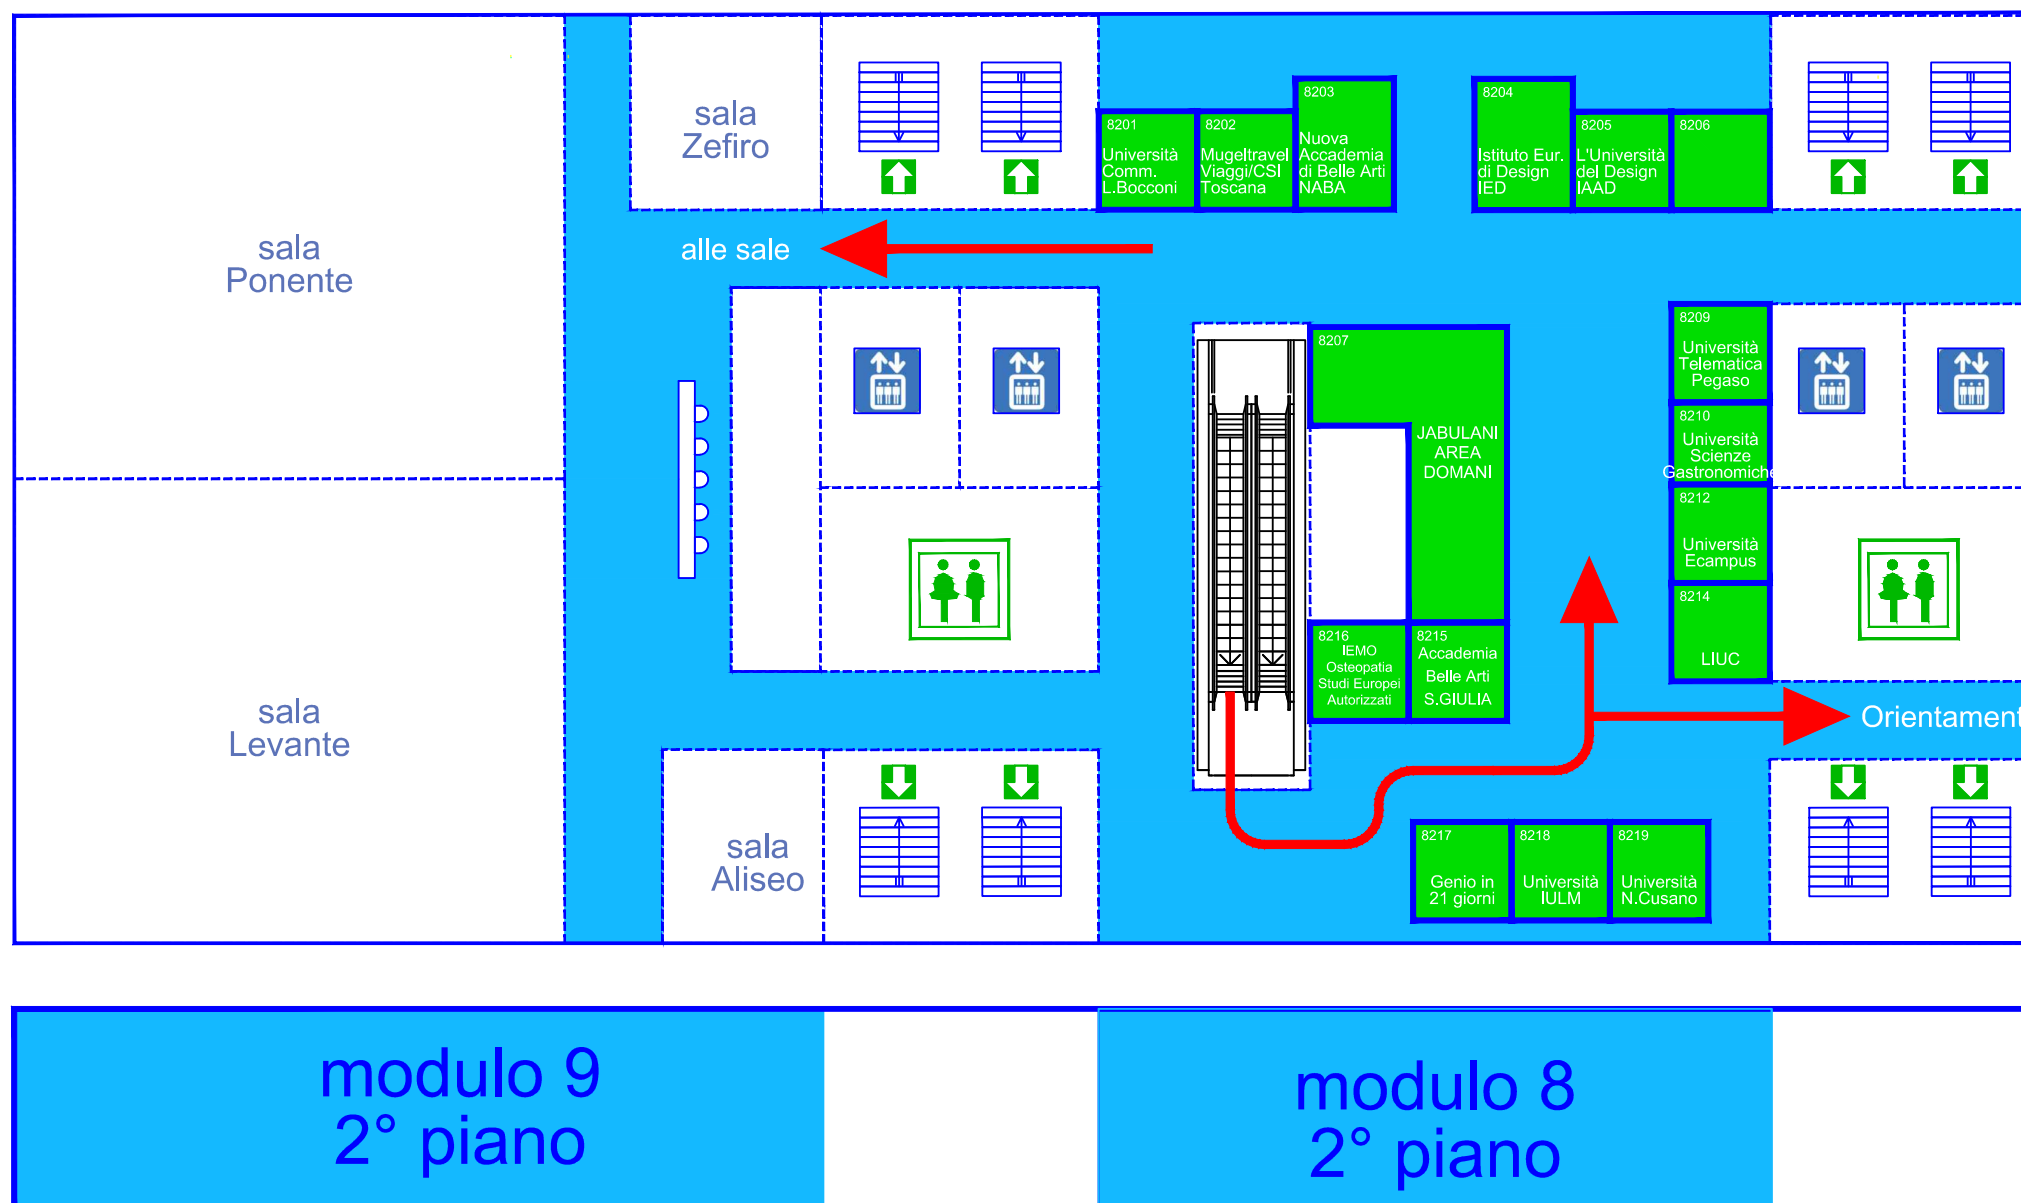 sala
Zefiro
sala
Ponente
alle sale
sala
Levante
sala
Aliseo
8201
Università
Comm.
L.Bocconi
8202
Mugeltravel
Viaggi/CSI
Toscana
8203
Nuova
Accademia
di Belle Arti
NABA
8204
Istituto Eur.
di Design
IED
8205
L'Università
del Design
IAAD
8206
8207
JABULANI
AREA
DOMANI
8209
Università
Telematica
Pegaso
8210
Università
Scienze
Gastronomiche
8212
Università
Ecampus
8214
LIUC
8216
IEMO
Osteopatia
Studi Europei
Autorizzati
8215
Accademia
Belle Arti
S.GIULIA
Orientament
8217
Genio in
21 giorni
8218
Università
IULM
8219
Università
N.Cusano
modulo 9
2° piano
modulo 8
2° piano